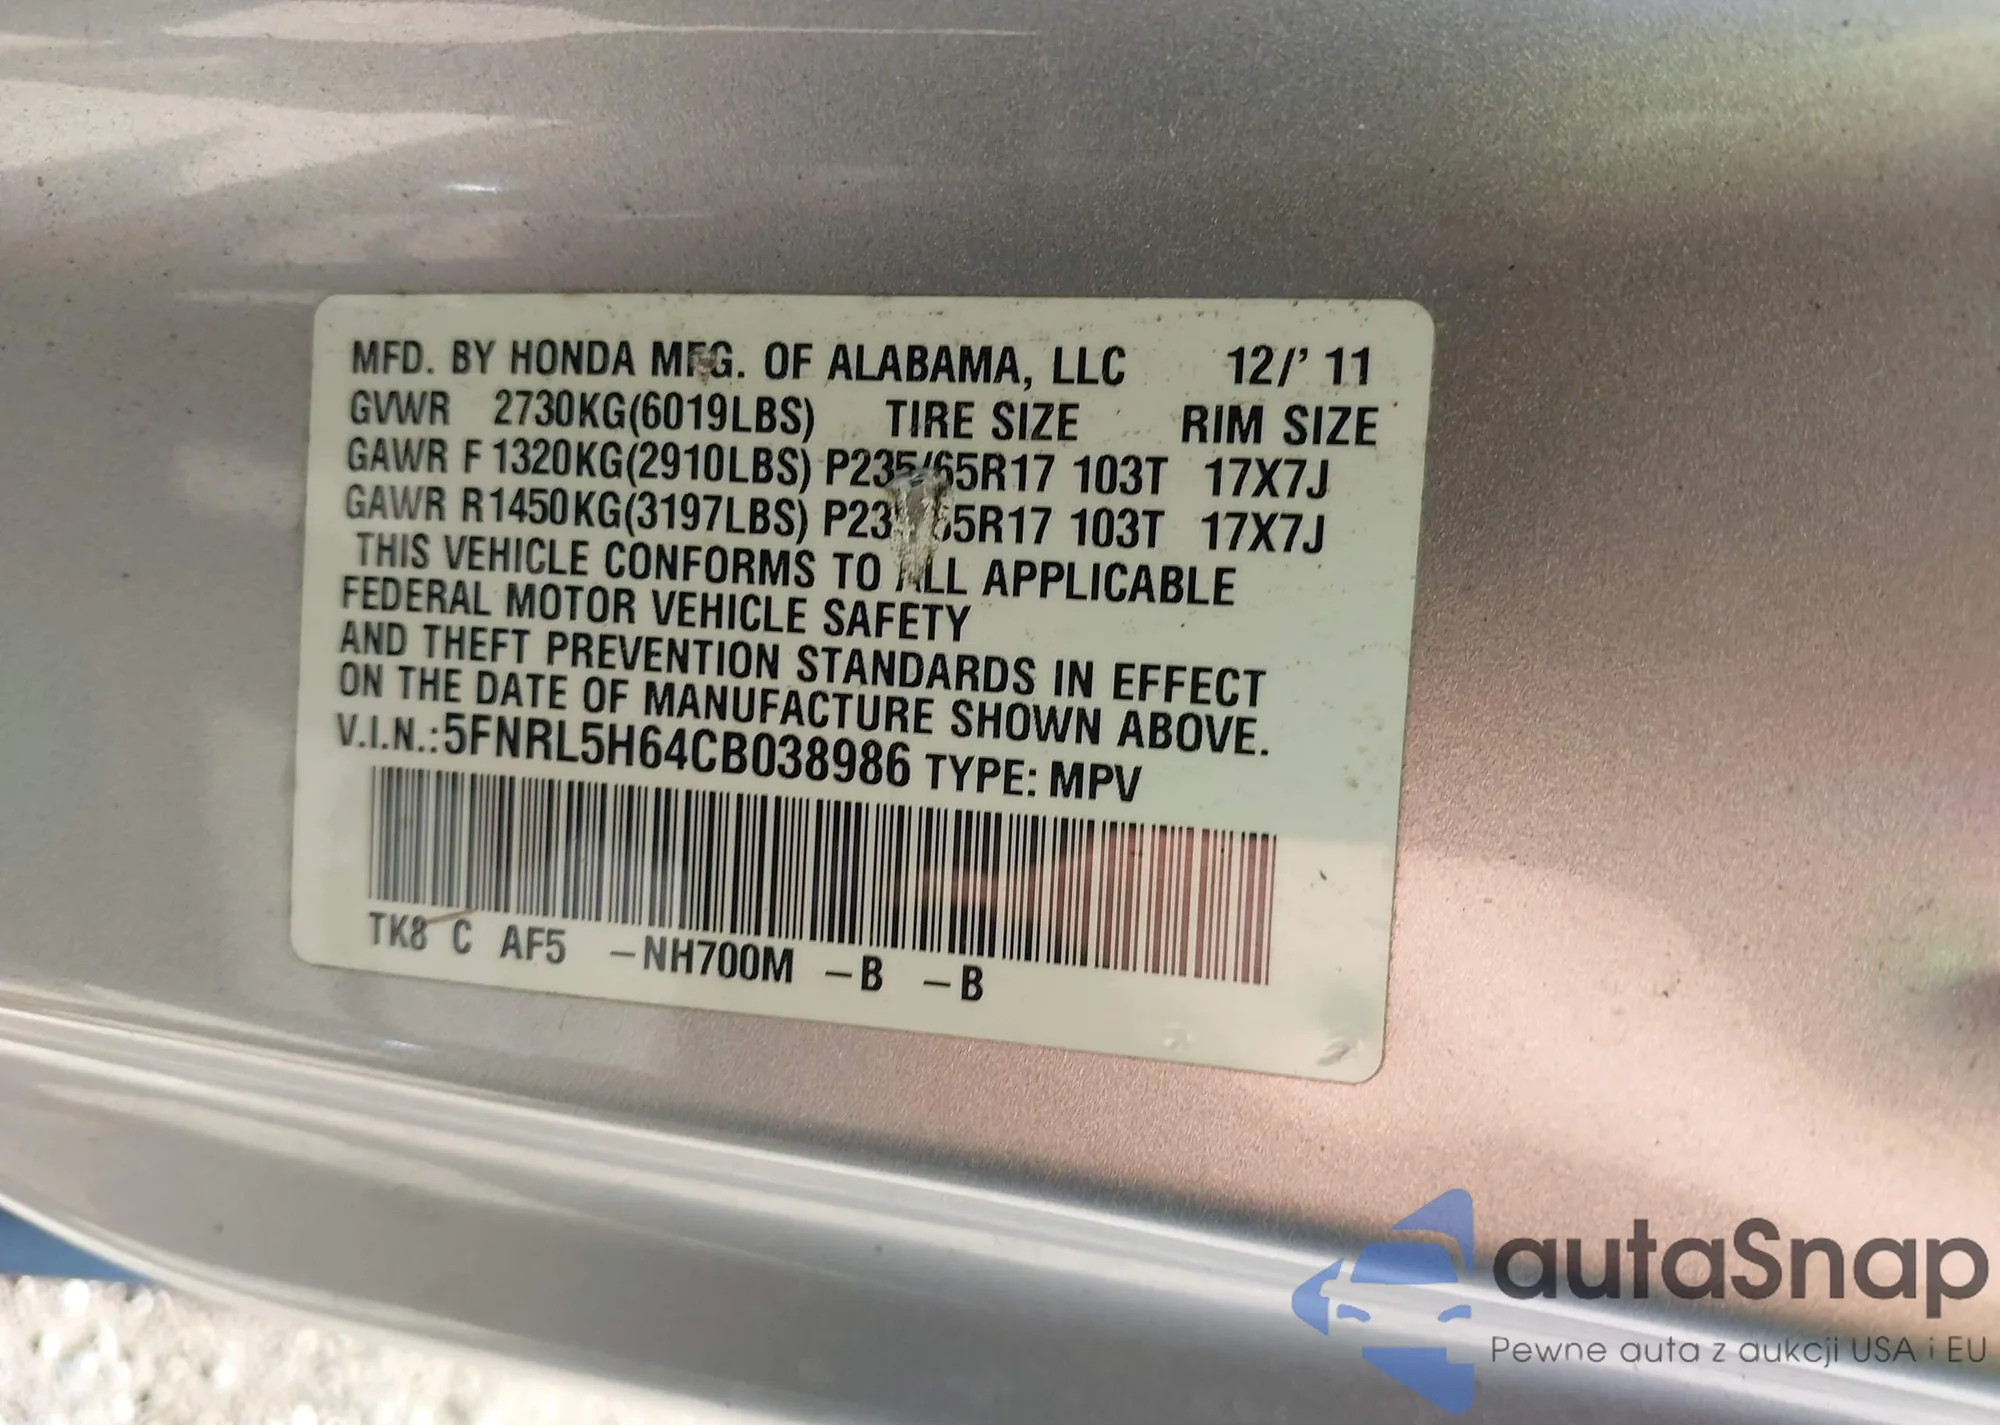 MFD. BY HONDA MFG. OF ALABAMA, LLC 12/' 11
GVWR 2730KG(6019LBS) TIRE SIZE RIM SIZE
GAWR F 1320KG(2910LBS) P235/65R17 103T 17X7J
GAWR R1450KG(3197LBS) 103T 17X7J
THIS VEHICLE CONFORMS TO ALL APPLICABLE
FEDERAL MOTOR VEHICLE SAFETY
AND THEFT PREVENTION STANDARDS IN EFFECT
ON THE DATE OF MANUFACTURE SHOWN ABOVE.
V.I.N.:5FNRL5H64CB038986 TYPE: MPV
TK8 C AF5 –NH700M –B –B
autaSnap
Pewne auta z aukcji USA i EU